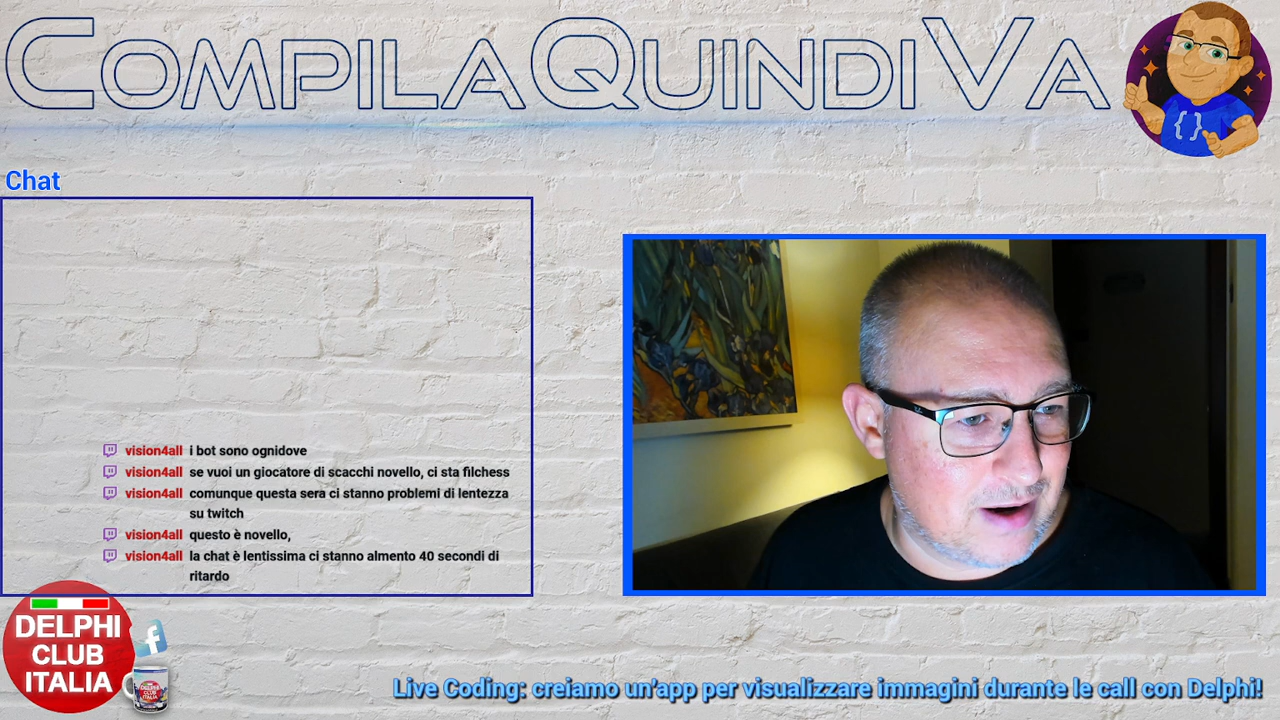 CompilaQuindiVa
{ }
Chat
vision4all i bot sono ognidove
vision4all se vuoi un giocatore di scacchi novello, ci sta filchess
vision4all comunque questa sera ci stanno problemi di lentezza
su twitch
vision4all questo è novello,
vision4all la chat è lentissima ci stanno almento 40 secondi di
ritardo
DELPHI
CLUB
ITALIA
f
DELPHI
CLUB
ITALIA
Live Coding: creiamo un'app per visualizzare immagini durante le call con Delphi!